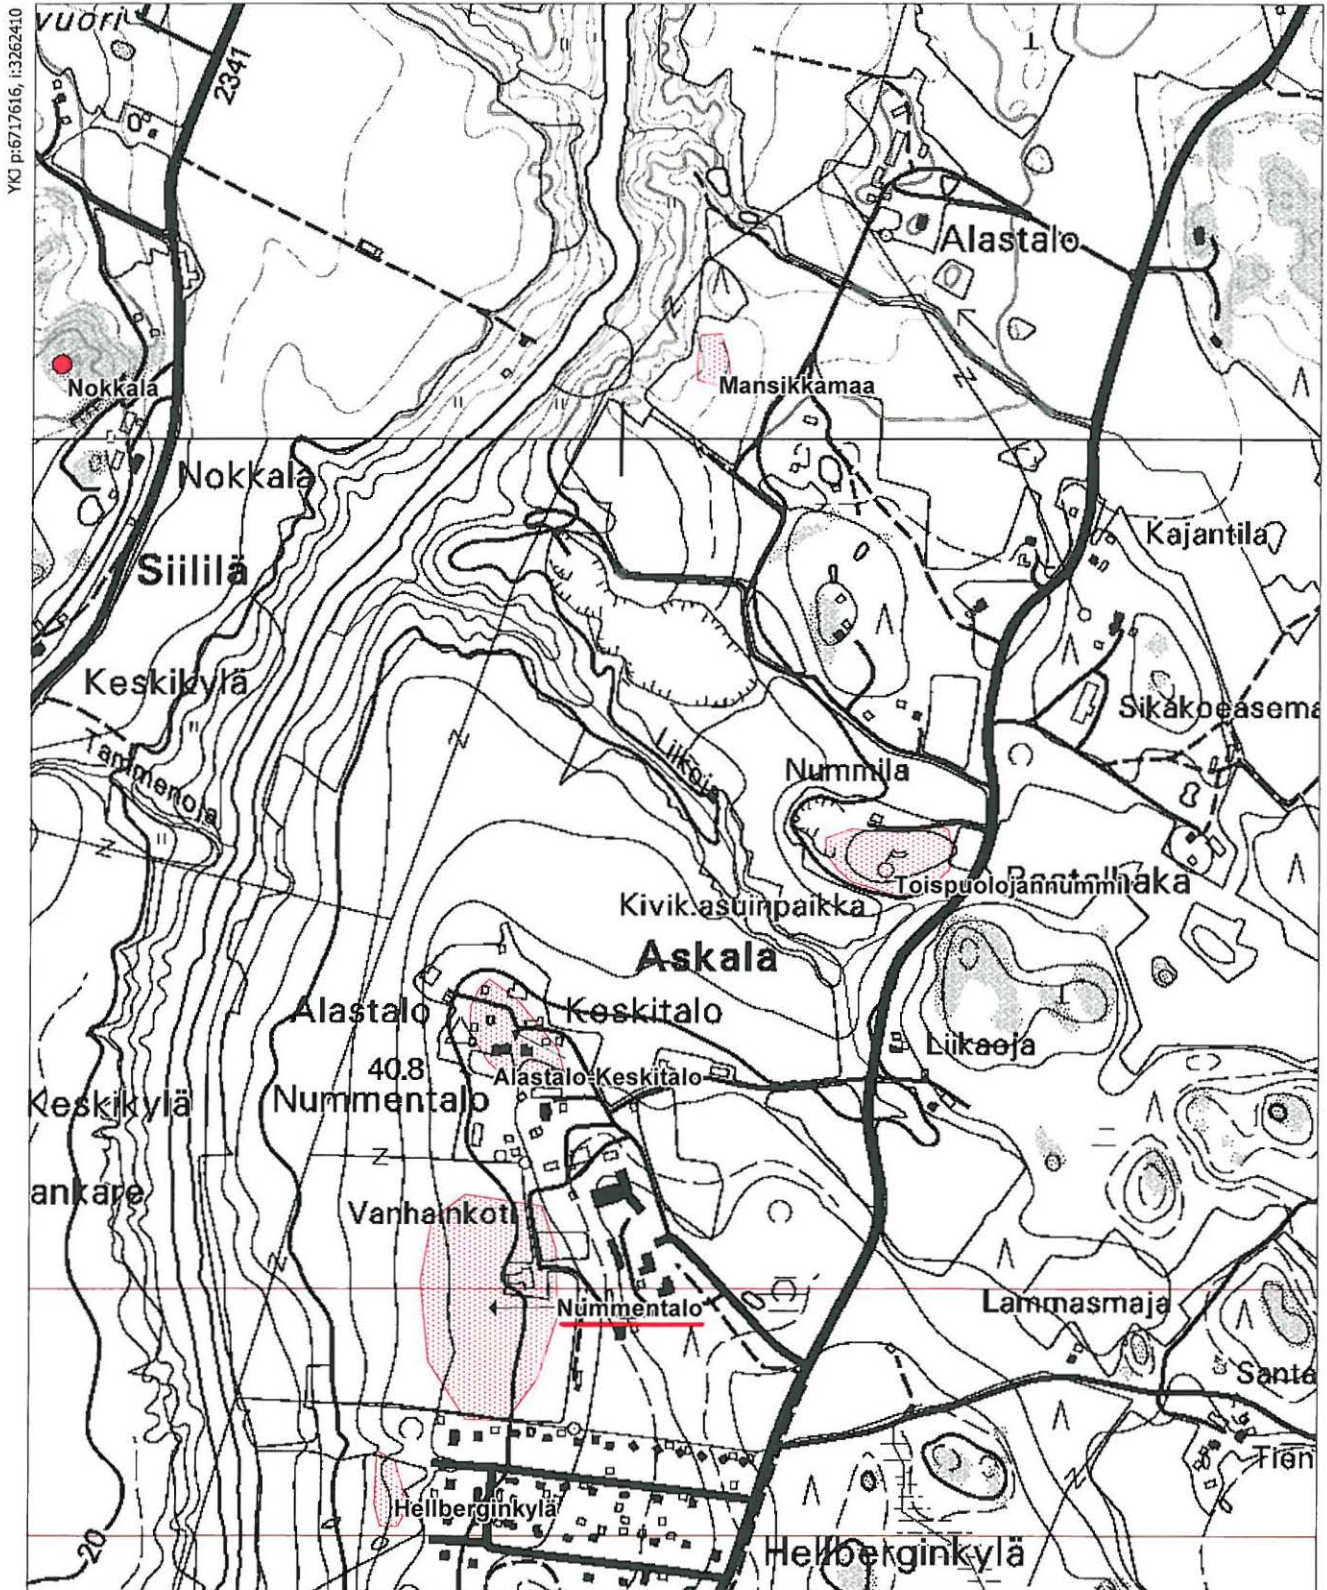 YKJ p:6717616, i:3262410
vuori
2341
Alastalo
Nokkala
Mansikkamaa
Nokkala
Kajantila
Siililä
Keskikylä
Sikakoeasema
Tammenoja
Liikoja
Nummila
Toispuolojannummi
Kivik.asuinpaikka
Askala
Alastalo
Keskitalo
Liikaoja
40.8
Alastalo-Keskitalo
Keskikylä
Nummentalo
ankare
Vanhainkoti
Nummentalo
Lammasmaja
Santa
Tien
Hellberginkylä
20
Hellberginkylä